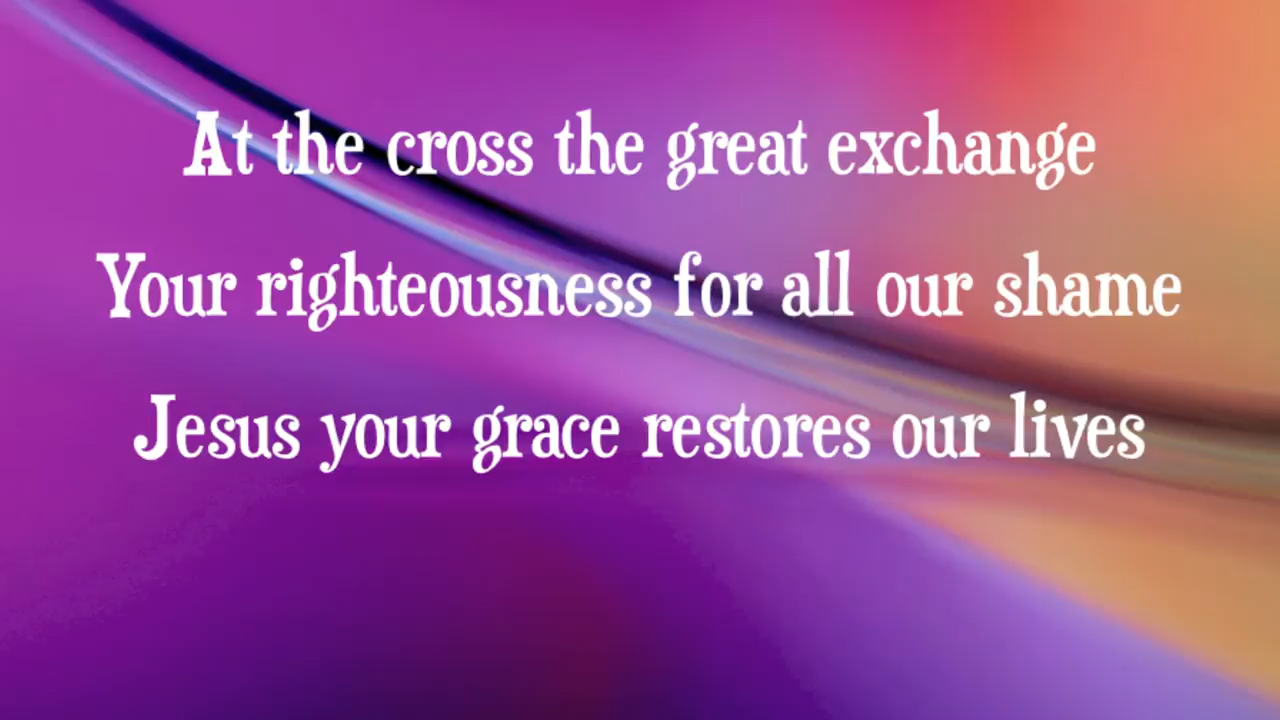 At the cross the great exchange
Your righteousness for all our shame
Jesus your grace restores our lives